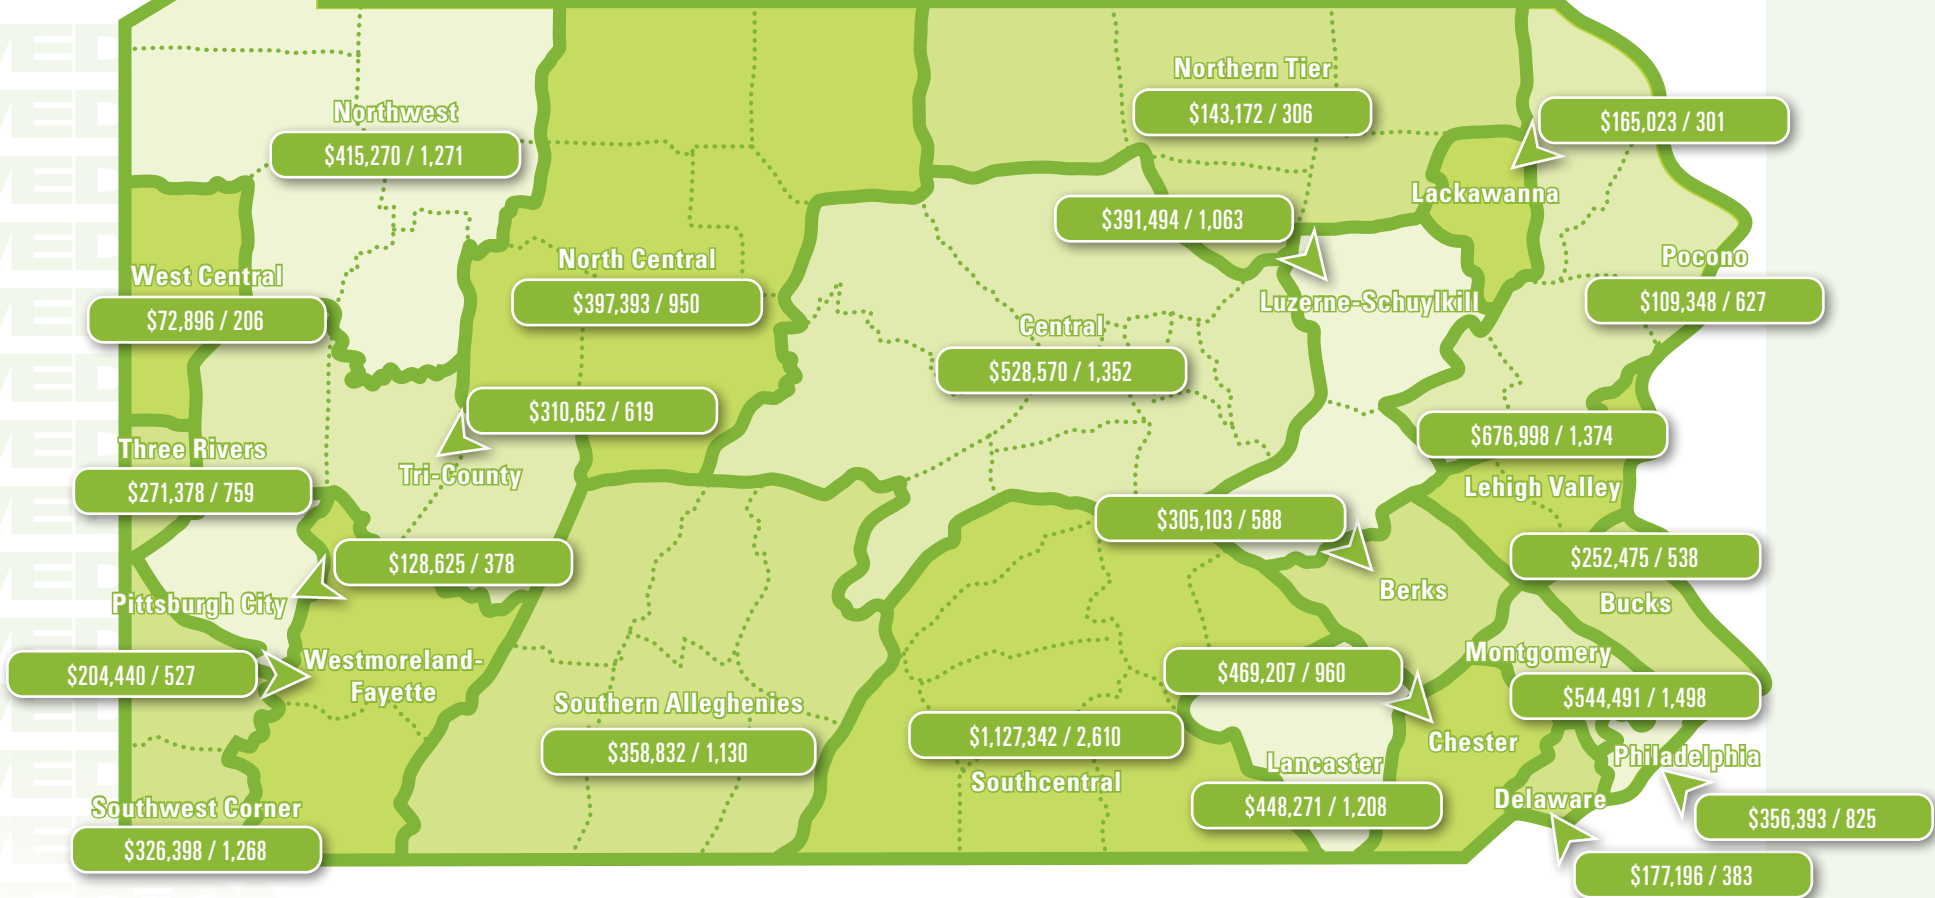 Northwest
$415,270 / 1,271
West Central
$72,896 / 206
North Central
$397,393 / 950
Northern Tier
$143,172 / 306
$165,023 / 301
Lackawanna
$391,494 / 1,063
Luzerne-Schuylkill
Pocono
$109,348 / 627
Central
$528,570 / 1,352
$310,652 / 619
Tri-County
Three Rivers
$271,378 / 759
$676,998 / 1,374
Lehigh Valley
$128,625 / 378
Pittsburgh City
$305,103 / 588
Berks
$252,475 / 538
Bucks
$204,440 / 527
Westmoreland-
Fayette
Southern Alleghenies
$358,832 / 1,130
$1,127,342 / 2,610
Southcentral
$469,207 / 960
Chester
Montgomery
$544,491 / 1,498
Lancaster
$448,271 / 1,208
Philadelphia
$356,393 / 825
Delaware
$177,196 / 383
Southwest Corner
$326,398 / 1,268